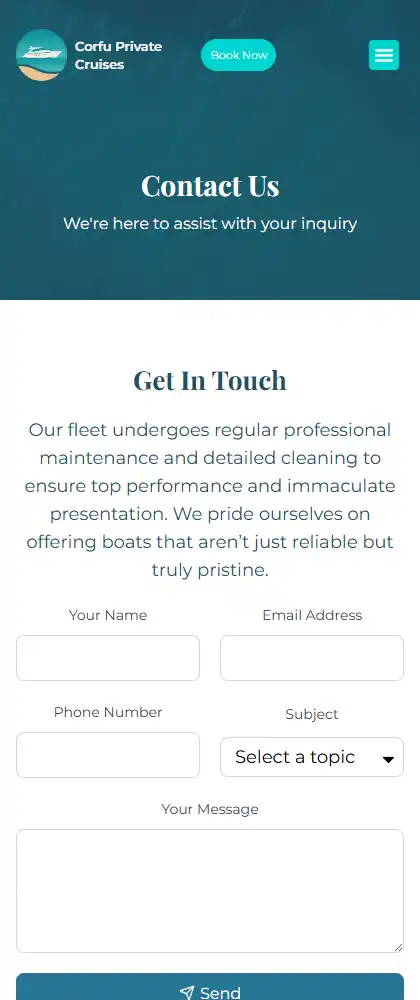 Corfu Private
Cruises
Book Now
Contact Us
We're here to assist with your inquiry
Get In Touch
Our fleet undergoes regular professional
maintenance and detailed cleaning to
ensure top performance and immaculate
presentation. We pride ourselves on
offering boats that aren’t just reliable but
truly pristine.
Your Name
Email Address
Phone Number
Subject
Select a topic
Your Message
Send